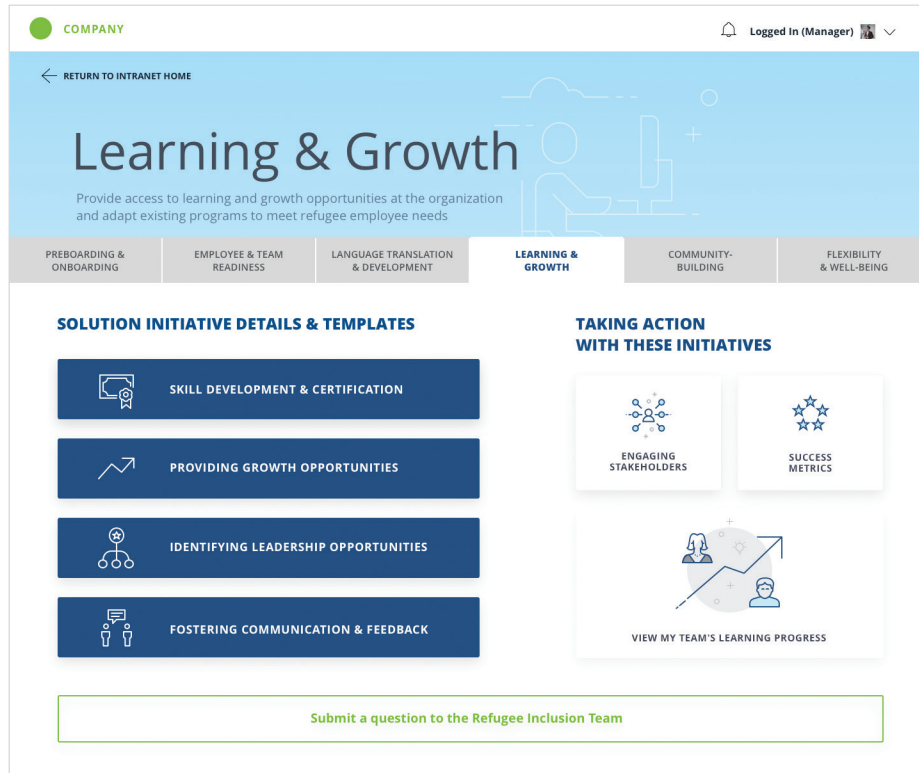 COMPANY
Logged In (Manager)
RETURN TO INTRANET HOME
Learning & Growth
Provide access to learning and growth opportunities at the organization
and adapt existing programs to meet refugee employee needs
PREBOARDING &
ONBOARDING
EMPLOYEE & TEAM
READINESS
LANGUAGE TRANSLATION
& DEVELOPMENT
LEARNING &
GROWTH
COMMUNITY-
BUILDING
FLEXIBILITY
& WELL-BEING
SOLUTION INITIATIVE DETAILS & TEMPLATES
SKILL DEVELOPMENT & CERTIFICATION
PROVIDING GROWTH OPPORTUNITIES
IDENTIFYING LEADERSHIP OPPORTUNITIES
FOSTERING COMMUNICATION & FEEDBACK
TAKING ACTION
WITH THESE INITIATIVES
ENGAGING
STAKEHOLDERS
SUCCESS
METRICS
VIEW MY TEAM'S LEARNING PROGRESS
Submit a question to the Refugee Inclusion Team